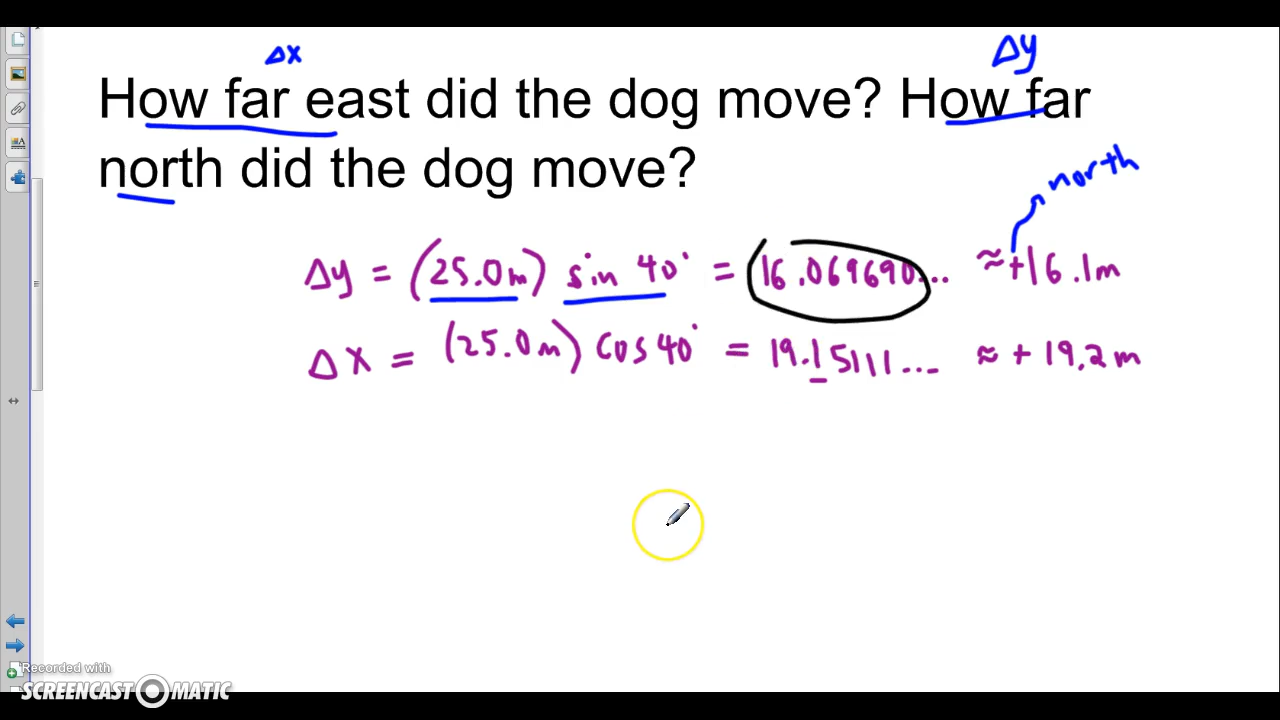 Δx
Δy
How far east did the dog move? How far
north did the dog move?
north
Δy = (25.0m) sin 40° = 16.069690... ≈ +16.1m
Δx = (25.0m) cos 40° = 19.15111... ≈ + 19.2m
Recorded with
SCREENCAST MATIC